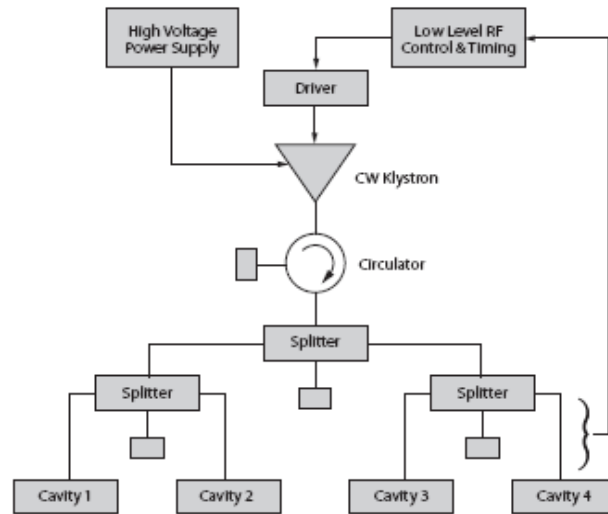 High Voltage
Power Supply
Low Level RF
Control & Timing
Driver
CW Klystron
Circulator
Splitter
Splitter
Splitter
Cavity 1
Cavity 2
Cavity 3
Cavity 4